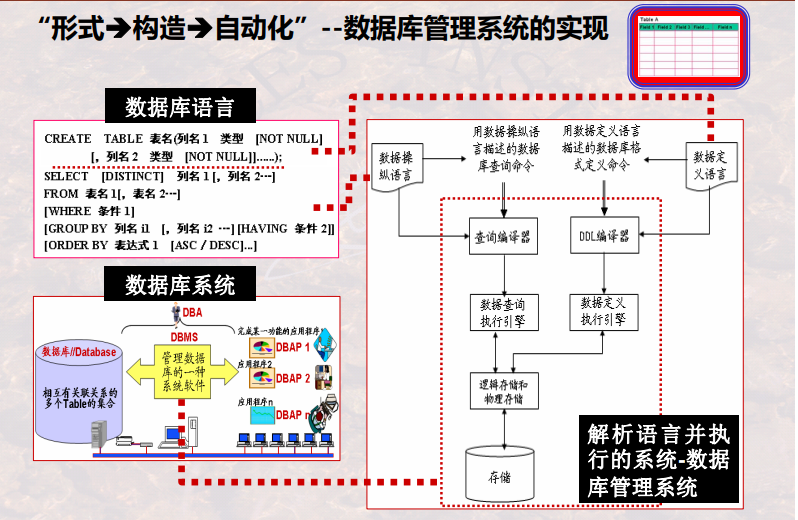 “形式➔构造➔自动化”--数据库管理系统的实现
Table A
Field 1 Field 2 Field 3 Field… Field n
数据库语言
CREATE TABLE 表名(列名1 类型 [NOT NULL]
[, 列名2 类型 [NOT NULL]]......);
SELECT [DISTINCT] 列名1 [, 列名2…]
FROM 表名1[, 表名2…]
[WHERE 条件1]
[GROUP BY 列名i1 [, 列名i2 …] [HAVING 条件2]]
[ORDER BY 表达式1 [ASC / DESC]...]
数据库系统
DBA
DBMS
管理数据
库的一种
系统软件
数据库//Database
相互有关联关系的
多个Table的集合
完成某一功能的应用程序1
DBAP 1
应用程序2
DBAP 2
应用程序n
DBAP n
数据操
纵语言
用数据操纵语
言描述的数据
库查询命令
用数据定义语言
描述的数据库格
式定义命令
数据定
义语言
查询编译器
DDL编译器
数据查询
执行引擎
数据定义
执行引擎
逻辑存储和
物理存储
存储
解析语言并执
行的系统-数据
库管理系统